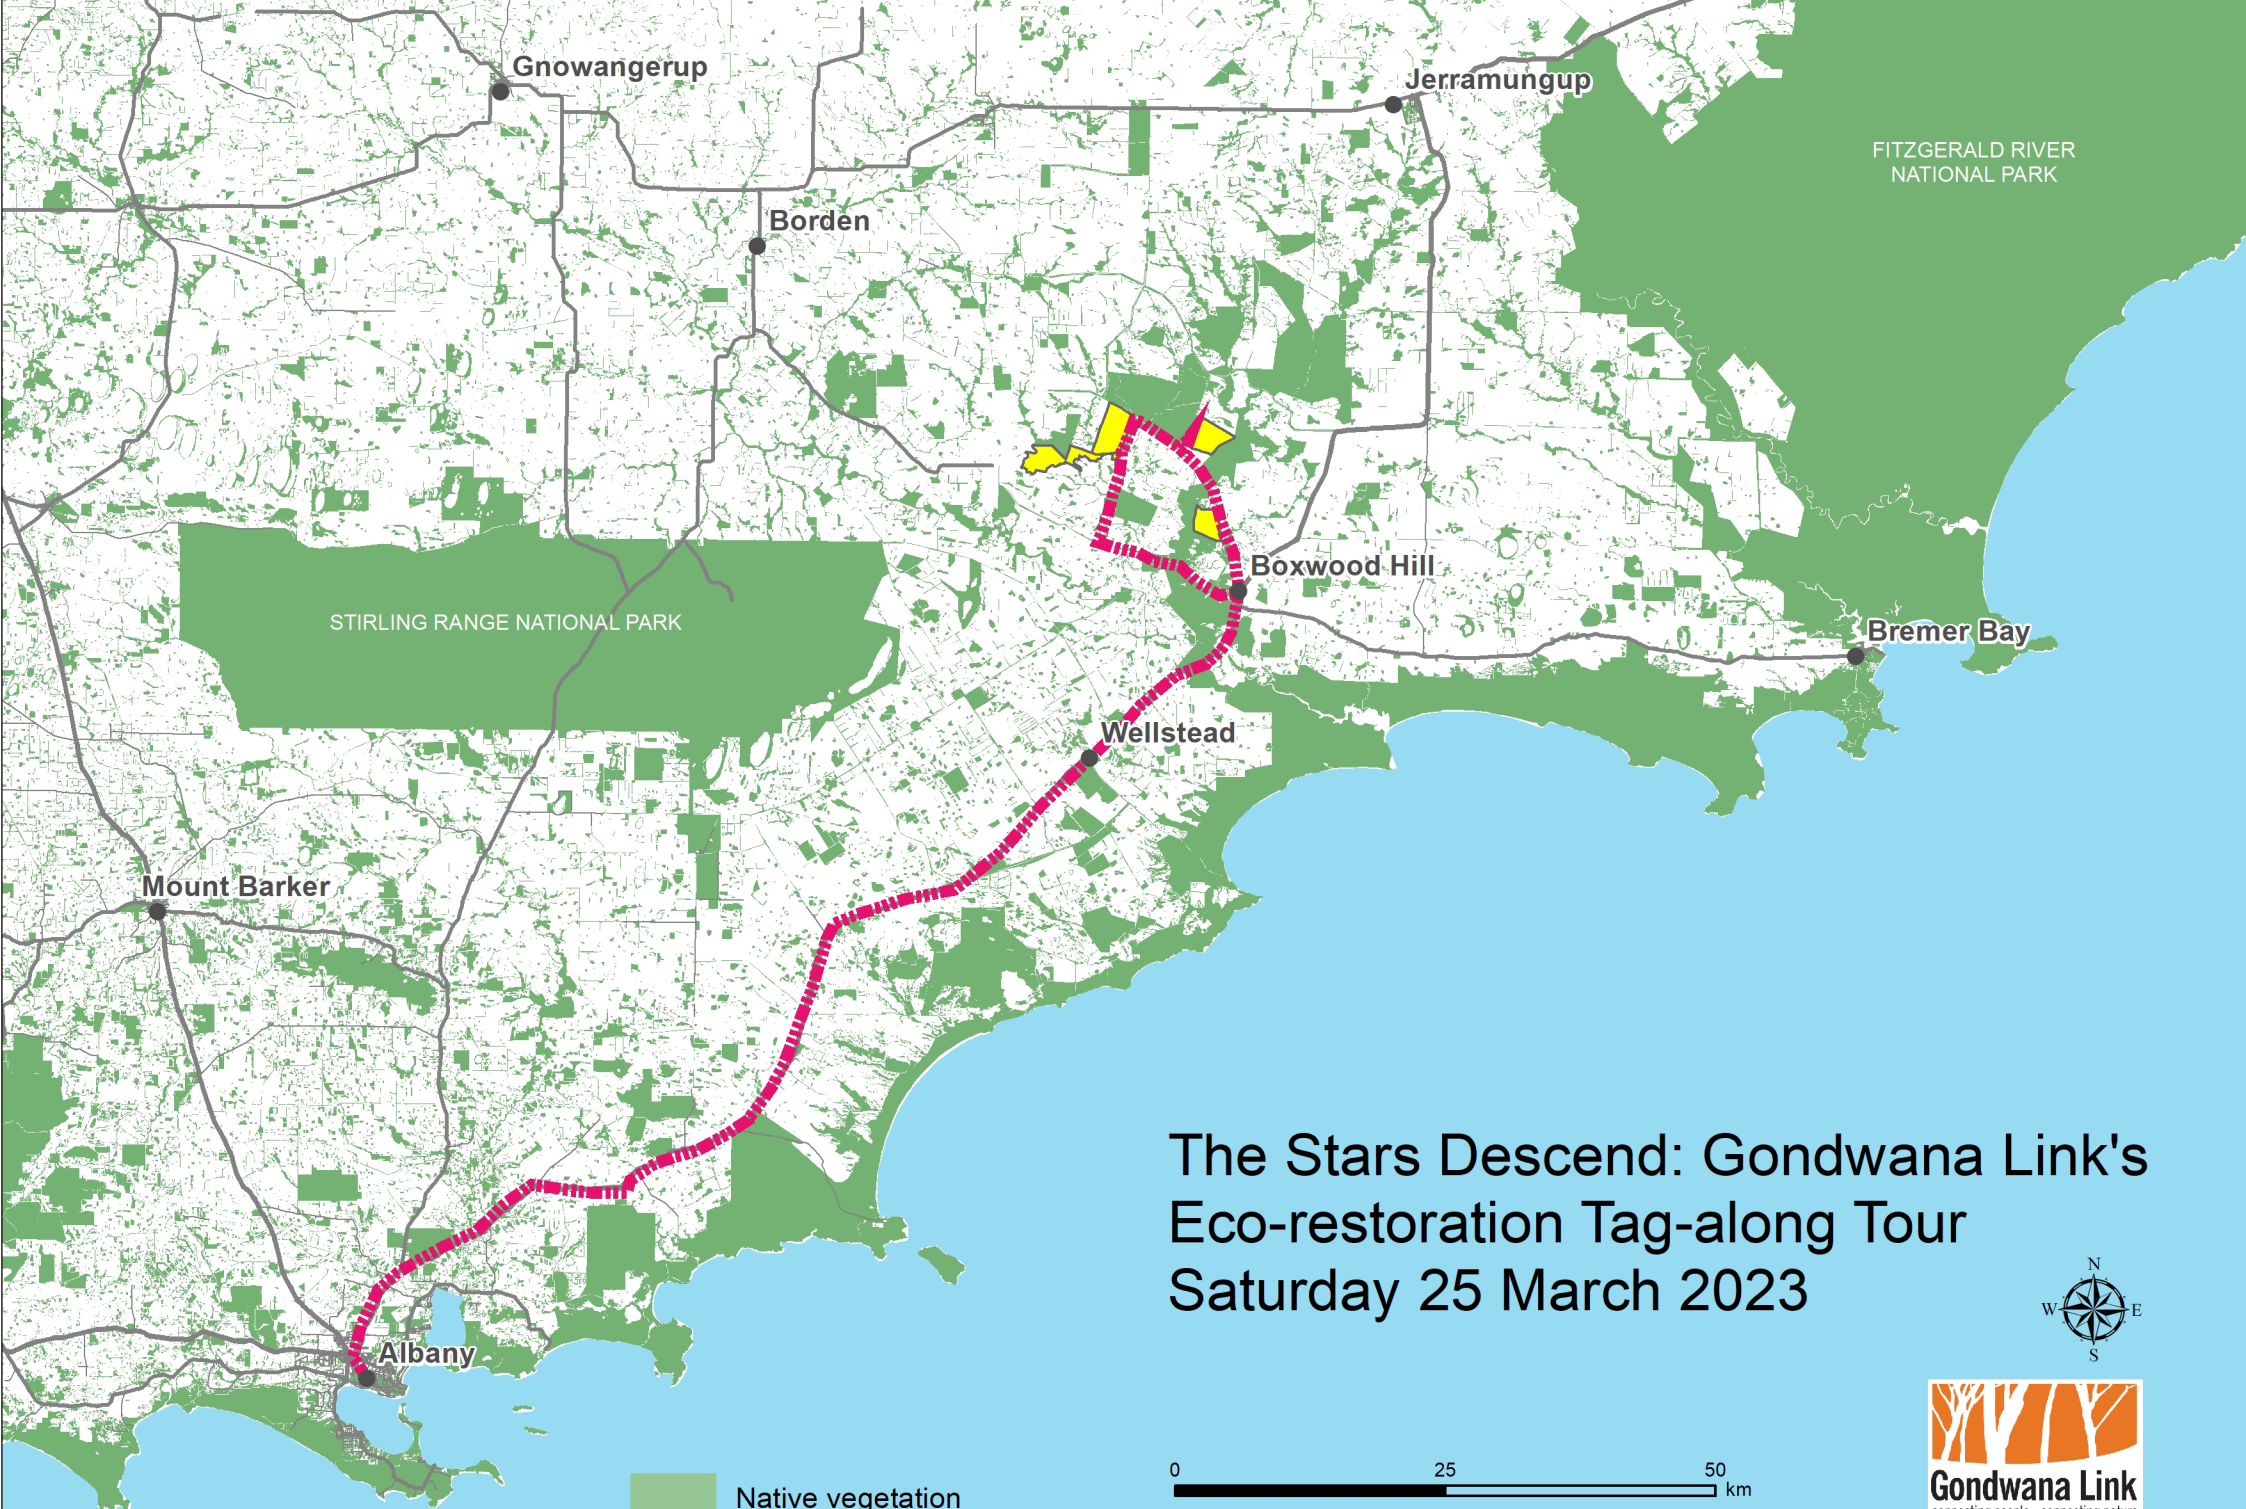 Gnowangerup
Jerramungup
FITZGERALD RIVER
NATIONAL PARK
Borden
Boxwood Hill
STIRLING RANGE NATIONAL PARK
Bremer Bay
Wellstead
Mount Barker
The Stars Descend: Gondwana Link's
Eco-restoration Tag-along Tour
Saturday 25 March 2023
N
W E
S
Albany
0 25 50
km
Gondwana Link
Native vegetation